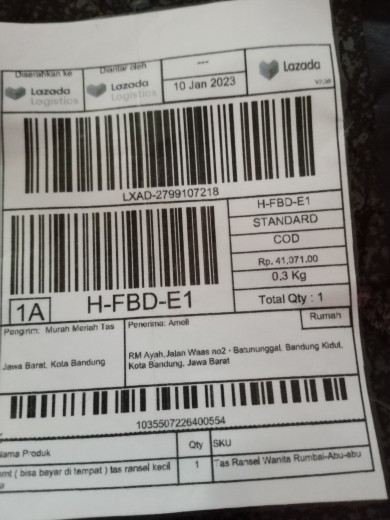 Diserahkan ke
Lazada
Logistics
Diantar oleh
Lazada
Logistics
---
10 Jan 2023
Lazada
LXAD-2799107218
H-FBD-E1
STANDARD
COD
Rp. 41,071.00
0,3 Kg
Total Qty : 1
1A
H-FBD-E1
Pengirim: Murah Meriah Tas
Jawa Barat, Kota Bandung
Penerima: Ameil
Rumah
RM Ayah,Jalan Waas no2 - Batununggal, Bandung Kidul,
Kota Bandung, Jawa Barat
1035507226400554
Nama Produk
Qty
SKU
( bisa bayar di tempat ) tas ransel kecil
1
Tas Ransel Wanita Rumbai-Abu-abu